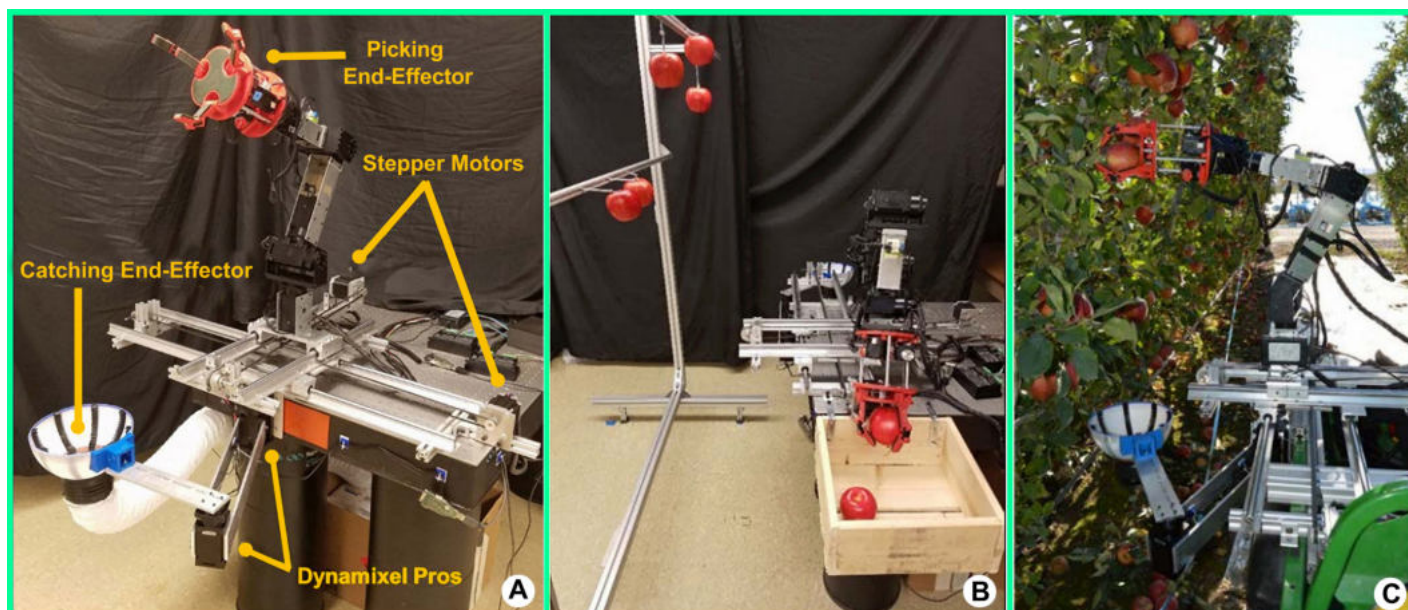 Picking
End-Effector
Stepper Motors
Catching End-Effector
Dynamixel Pros
A
B
C